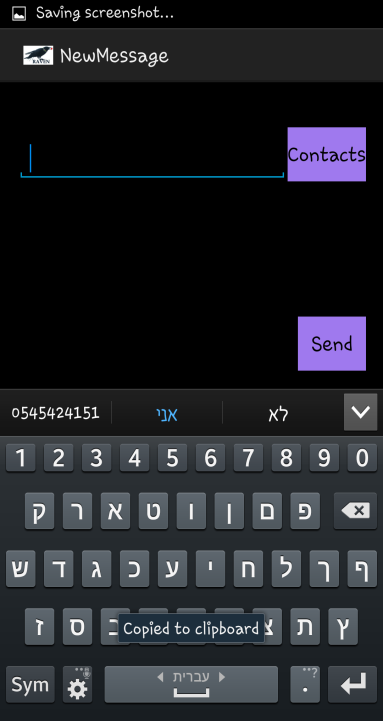 Saving screenshot...
RAVEN NewMessage
Contacts
Send
0545424151 אני לא
1 2 3 4 5 6 7 8 9 0
ק ר א ט ו ן ם פ
ש ד ג כ ע י ח ל ך ף
ז ס ב צ ת ץ
Copied to clipboard
Sym עברית . ..?